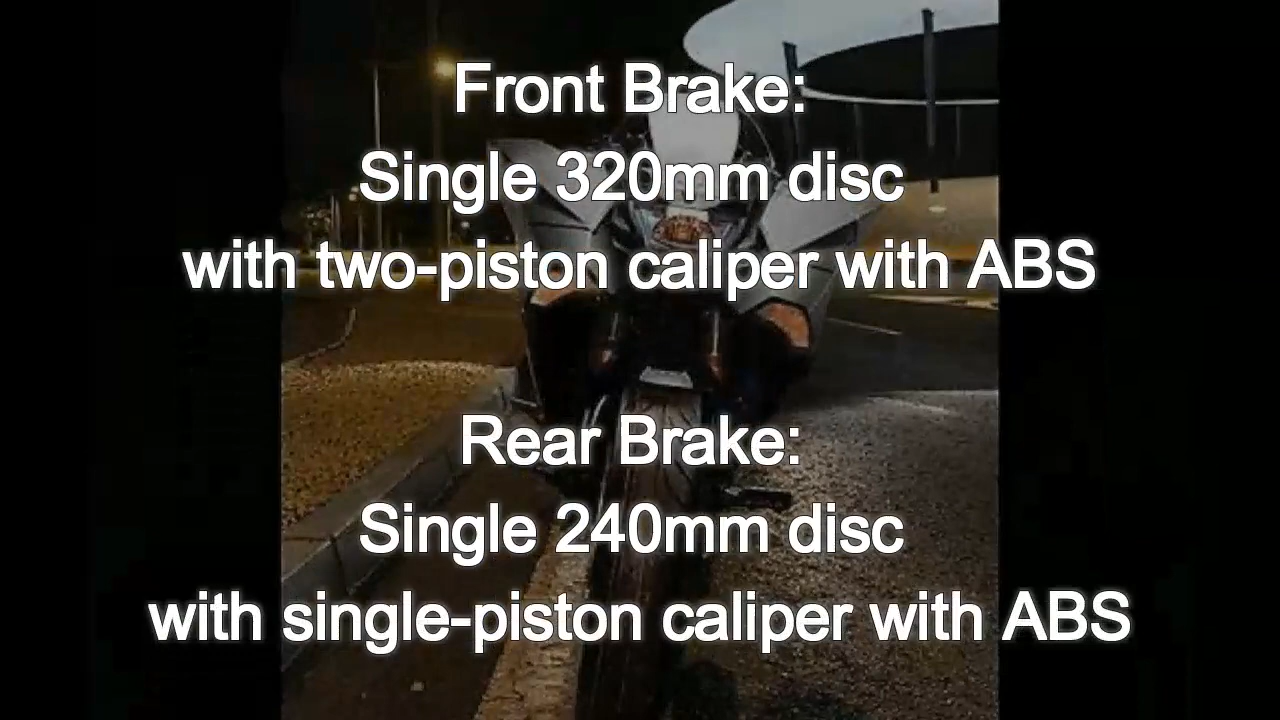 Front Brake:
Single 320mm disc
with two-piston caliper with ABS
Rear Brake:
Single 240mm disc
with single-piston caliper with ABS